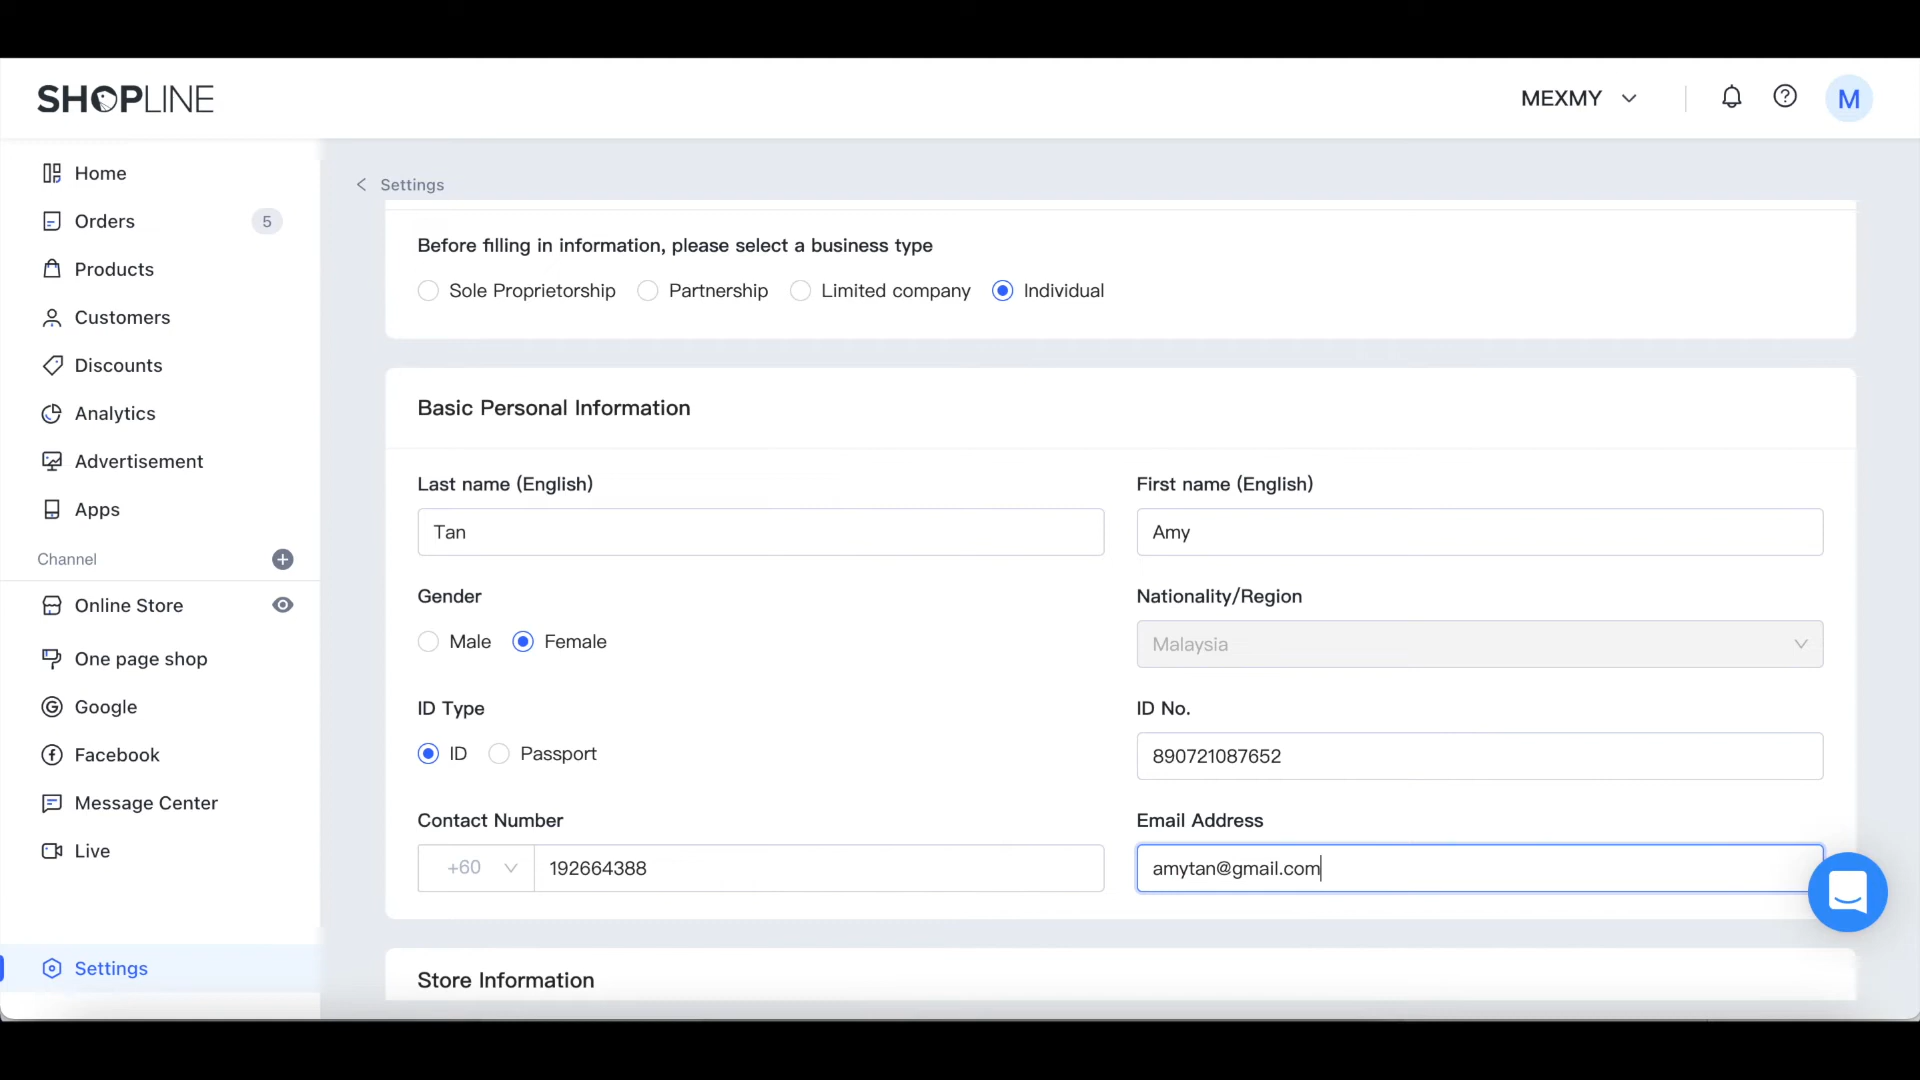 SHOPLINE
MEXMY
M
Home
Orders 5
Products
Customers
Discounts
Analytics
Advertisement
Apps
Channel
Online Store
One page shop
Google
Facebook
Message Center
Live
Settings
Settings
Before filling in information, please select a business type
Sole Proprietorship Partnership Limited company Individual
Basic Personal Information
Last name (English) First name (English)
Tan Amy
Gender Nationality/Region
Male Female Malaysia
ID Type ID No.
ID Passport 890721087652
Contact Number Email Address
+60 192664388 amytan@gmail.com
Store Information